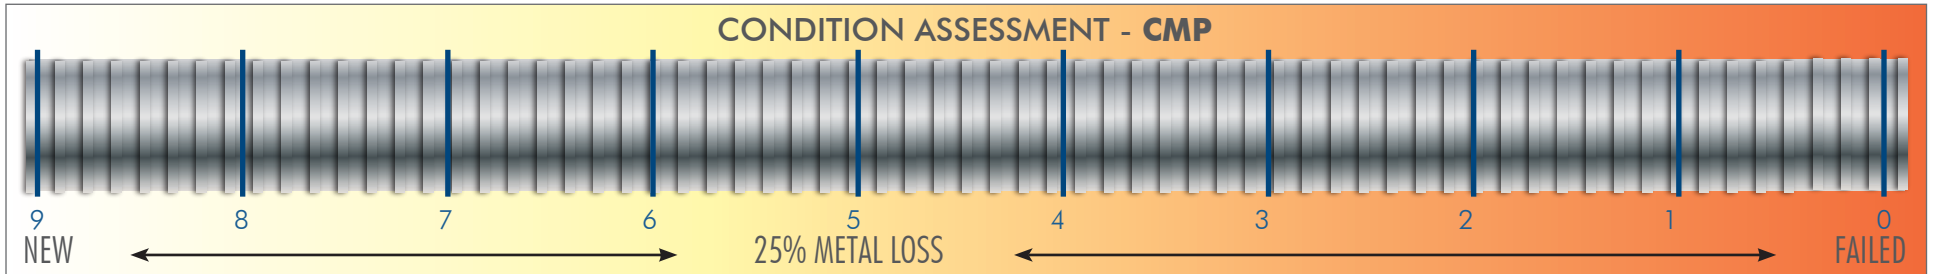 CONDITION ASSESSMENT - CMP
9 8 7 6 5 4 3 2 1 0
NEW 25% METAL LOSS FAILED